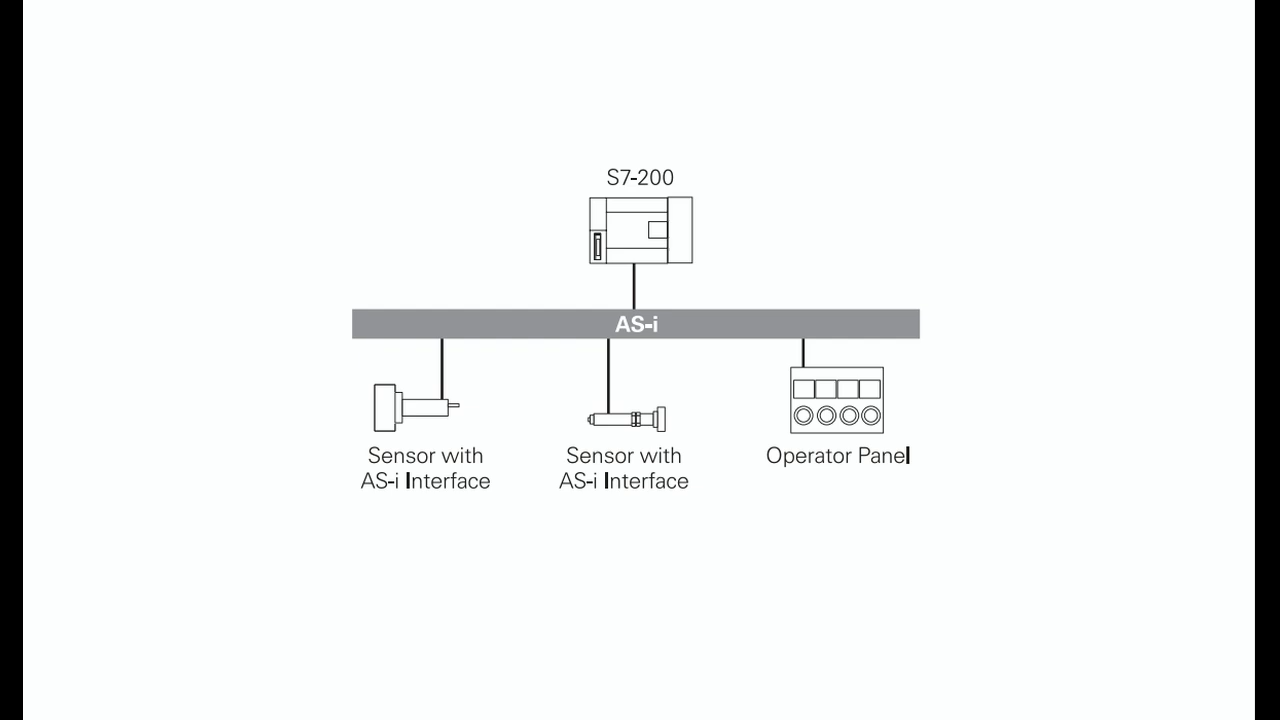 S7-200
AS-i
Sensor with
AS-i Interface
Sensor with
AS-i Interface
Operator Panel